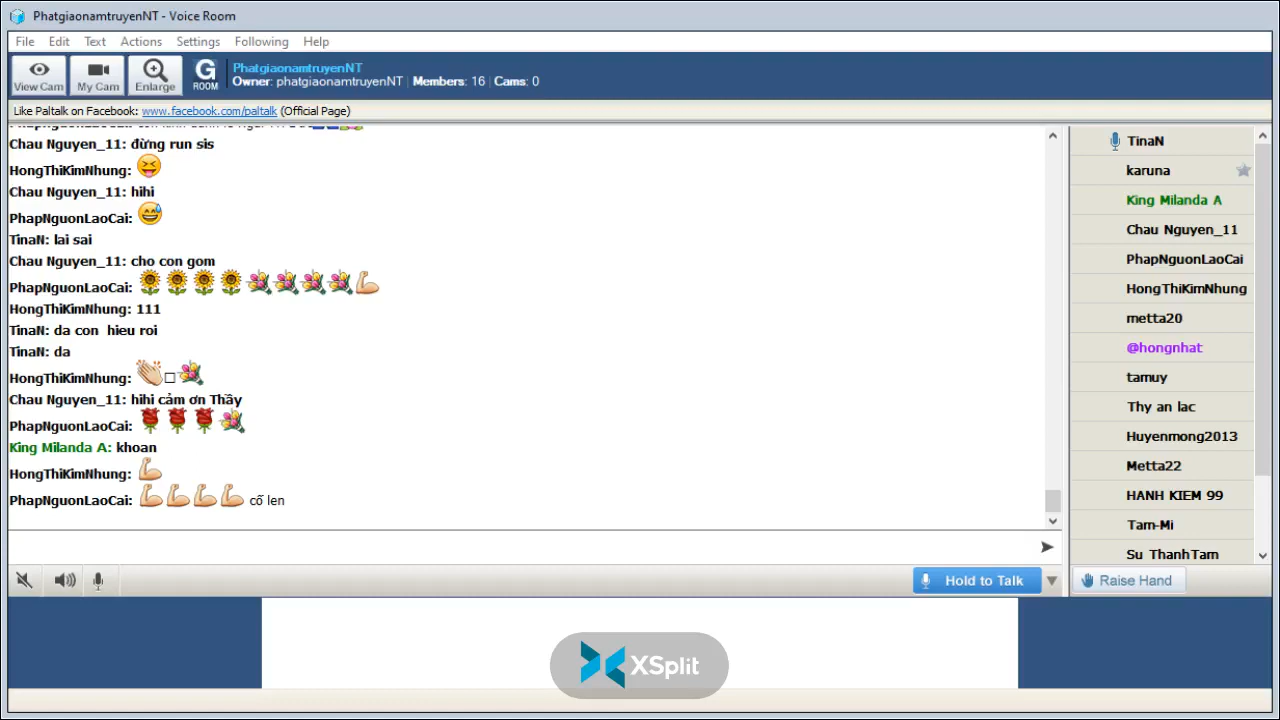 PhatgiaonamtruyenNT - Voice Room
File Edit Text Actions Settings Following Help
View Cam My Cam Enlarge G ROOM
PhatgiaonamtruyenNT
Owner: phatgiaonamtruyenNT | Members: 16 | Cams: 0
Like Paltalk on Facebook: www.facebook.com/paltalk (Official Page)
Chau Nguyen_11: đừng run sis
HongThiKimNhung:
Chau Nguyen_11: hihi
PhapNguonLaoCai:
TinaN: lai sai
Chau Nguyen_11: cho con gom
PhapNguonLaoCai:
HongThiKimNhung: 111
TinaN: da con hieu roi
TinaN: da
HongThiKimNhung:
Chau Nguyen_11: hihi cảm ơn Thầy
PhapNguonLaoCai:
King Milanda A: khoan
HongThiKimNhung:
PhapNguonLaoCai: cố len
TinaN
karuna
King Milanda A
Chau Nguyen_11
PhapNguonLaoCai
HongThiKimNhung
metta20
@hongnhat
tamuy
Thy an lac
Huyenmong2013
Metta22
HANH KIEM 99
Tam-Mi
Su ThanhTam
Hold to Talk
Raise Hand
XSplit